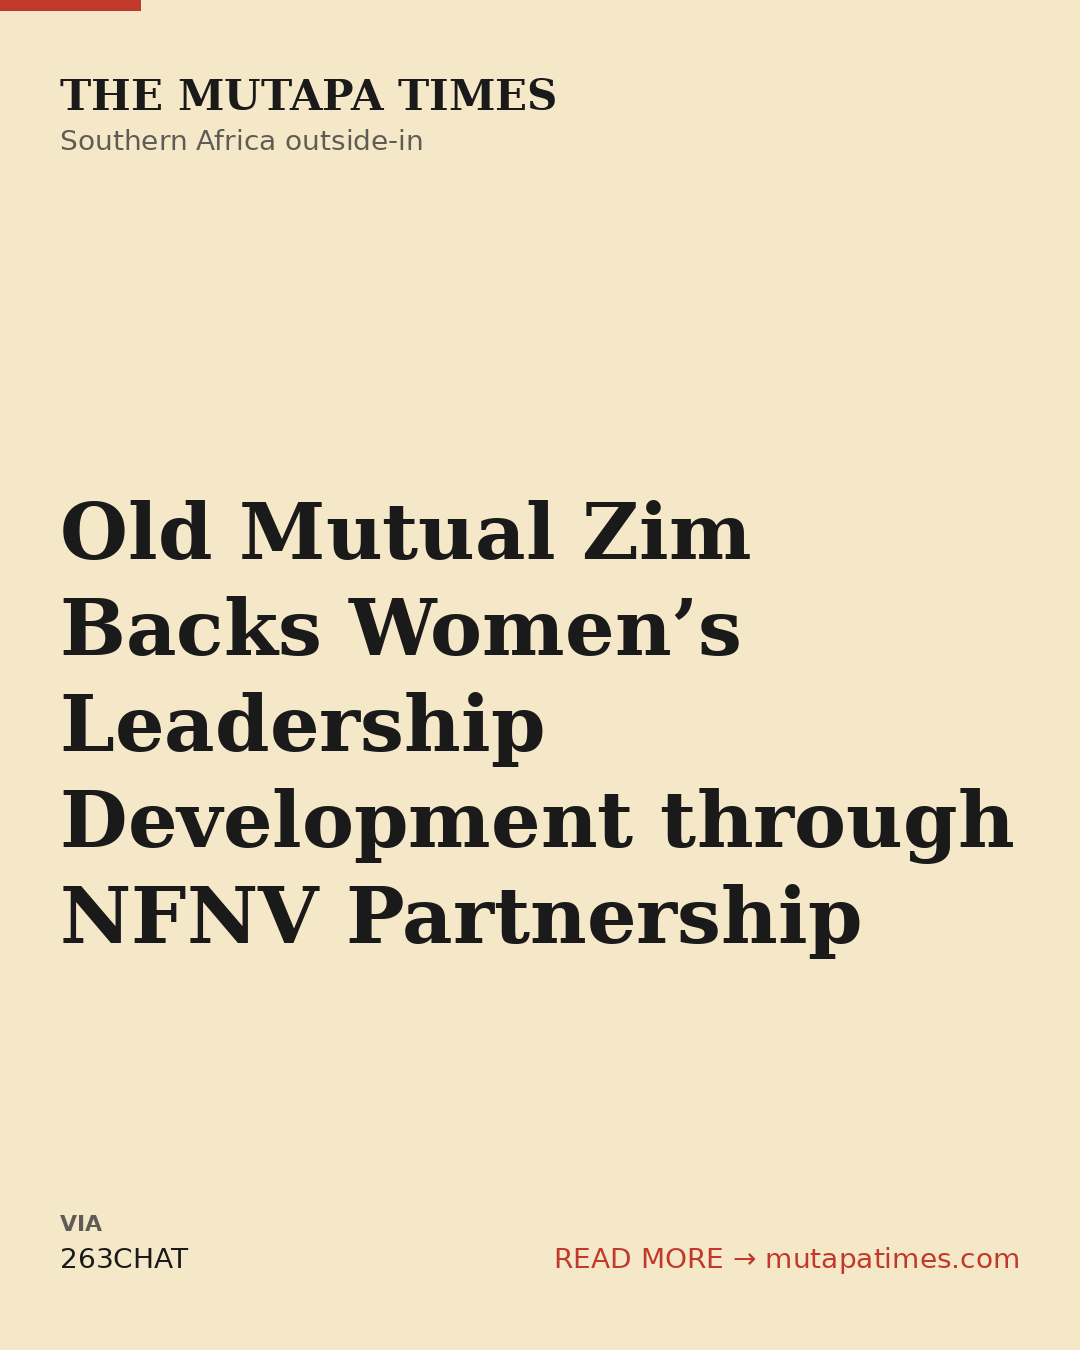 THE MUTAPA TIMES
Southern Africa outside-in
Old Mutual Zim
Backs Women’s
Leadership
Development through
NFNV Partnership
VIA
263CHAT
READ MORE → mutapatimes.com